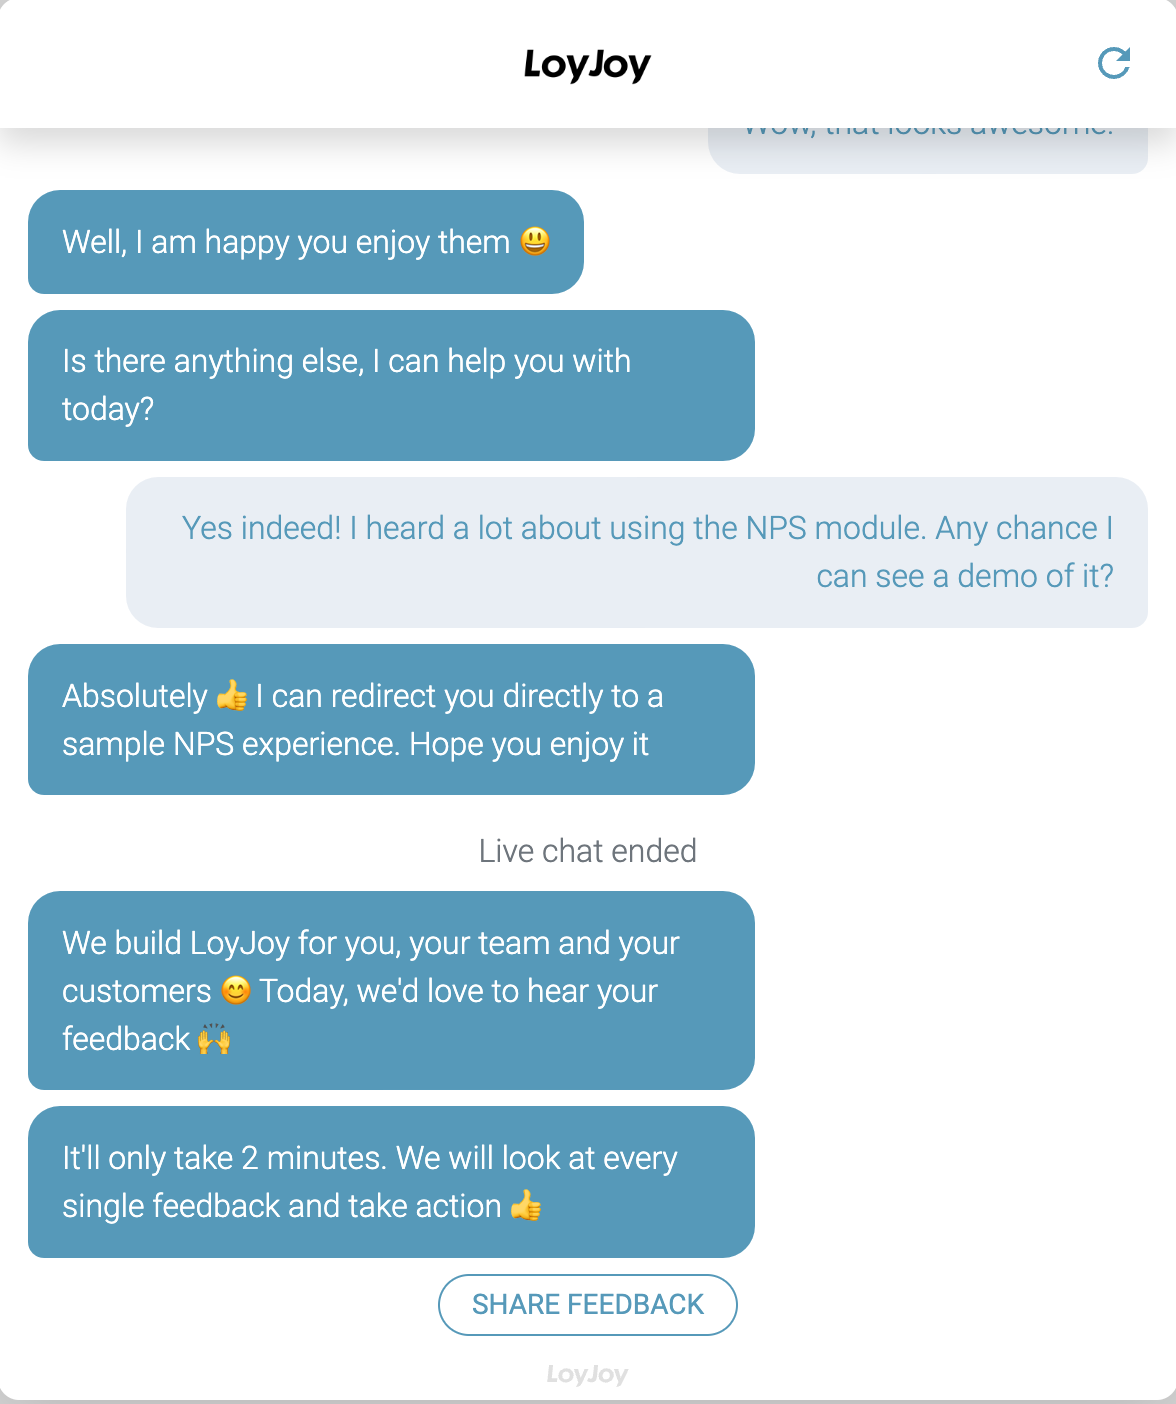 LoyJoy
Wow, that looks awesome!
Well, I am happy you enjoy them 😃
Is there anything else, I can help you with
today?
Yes indeed! I heard a lot about using the NPS module. Any chance I
can see a demo of it?
Absolutely 👍 I can redirect you directly to a
sample NPS experience. Hope you enjoy it
Live chat ended
We build LoyJoy for you, your team and your
customers 😊 Today, we'd love to hear your
feedback 🙌
It'll only take 2 minutes. We will look at every
single feedback and take action 👍
SHARE FEEDBACK
LoyJoy